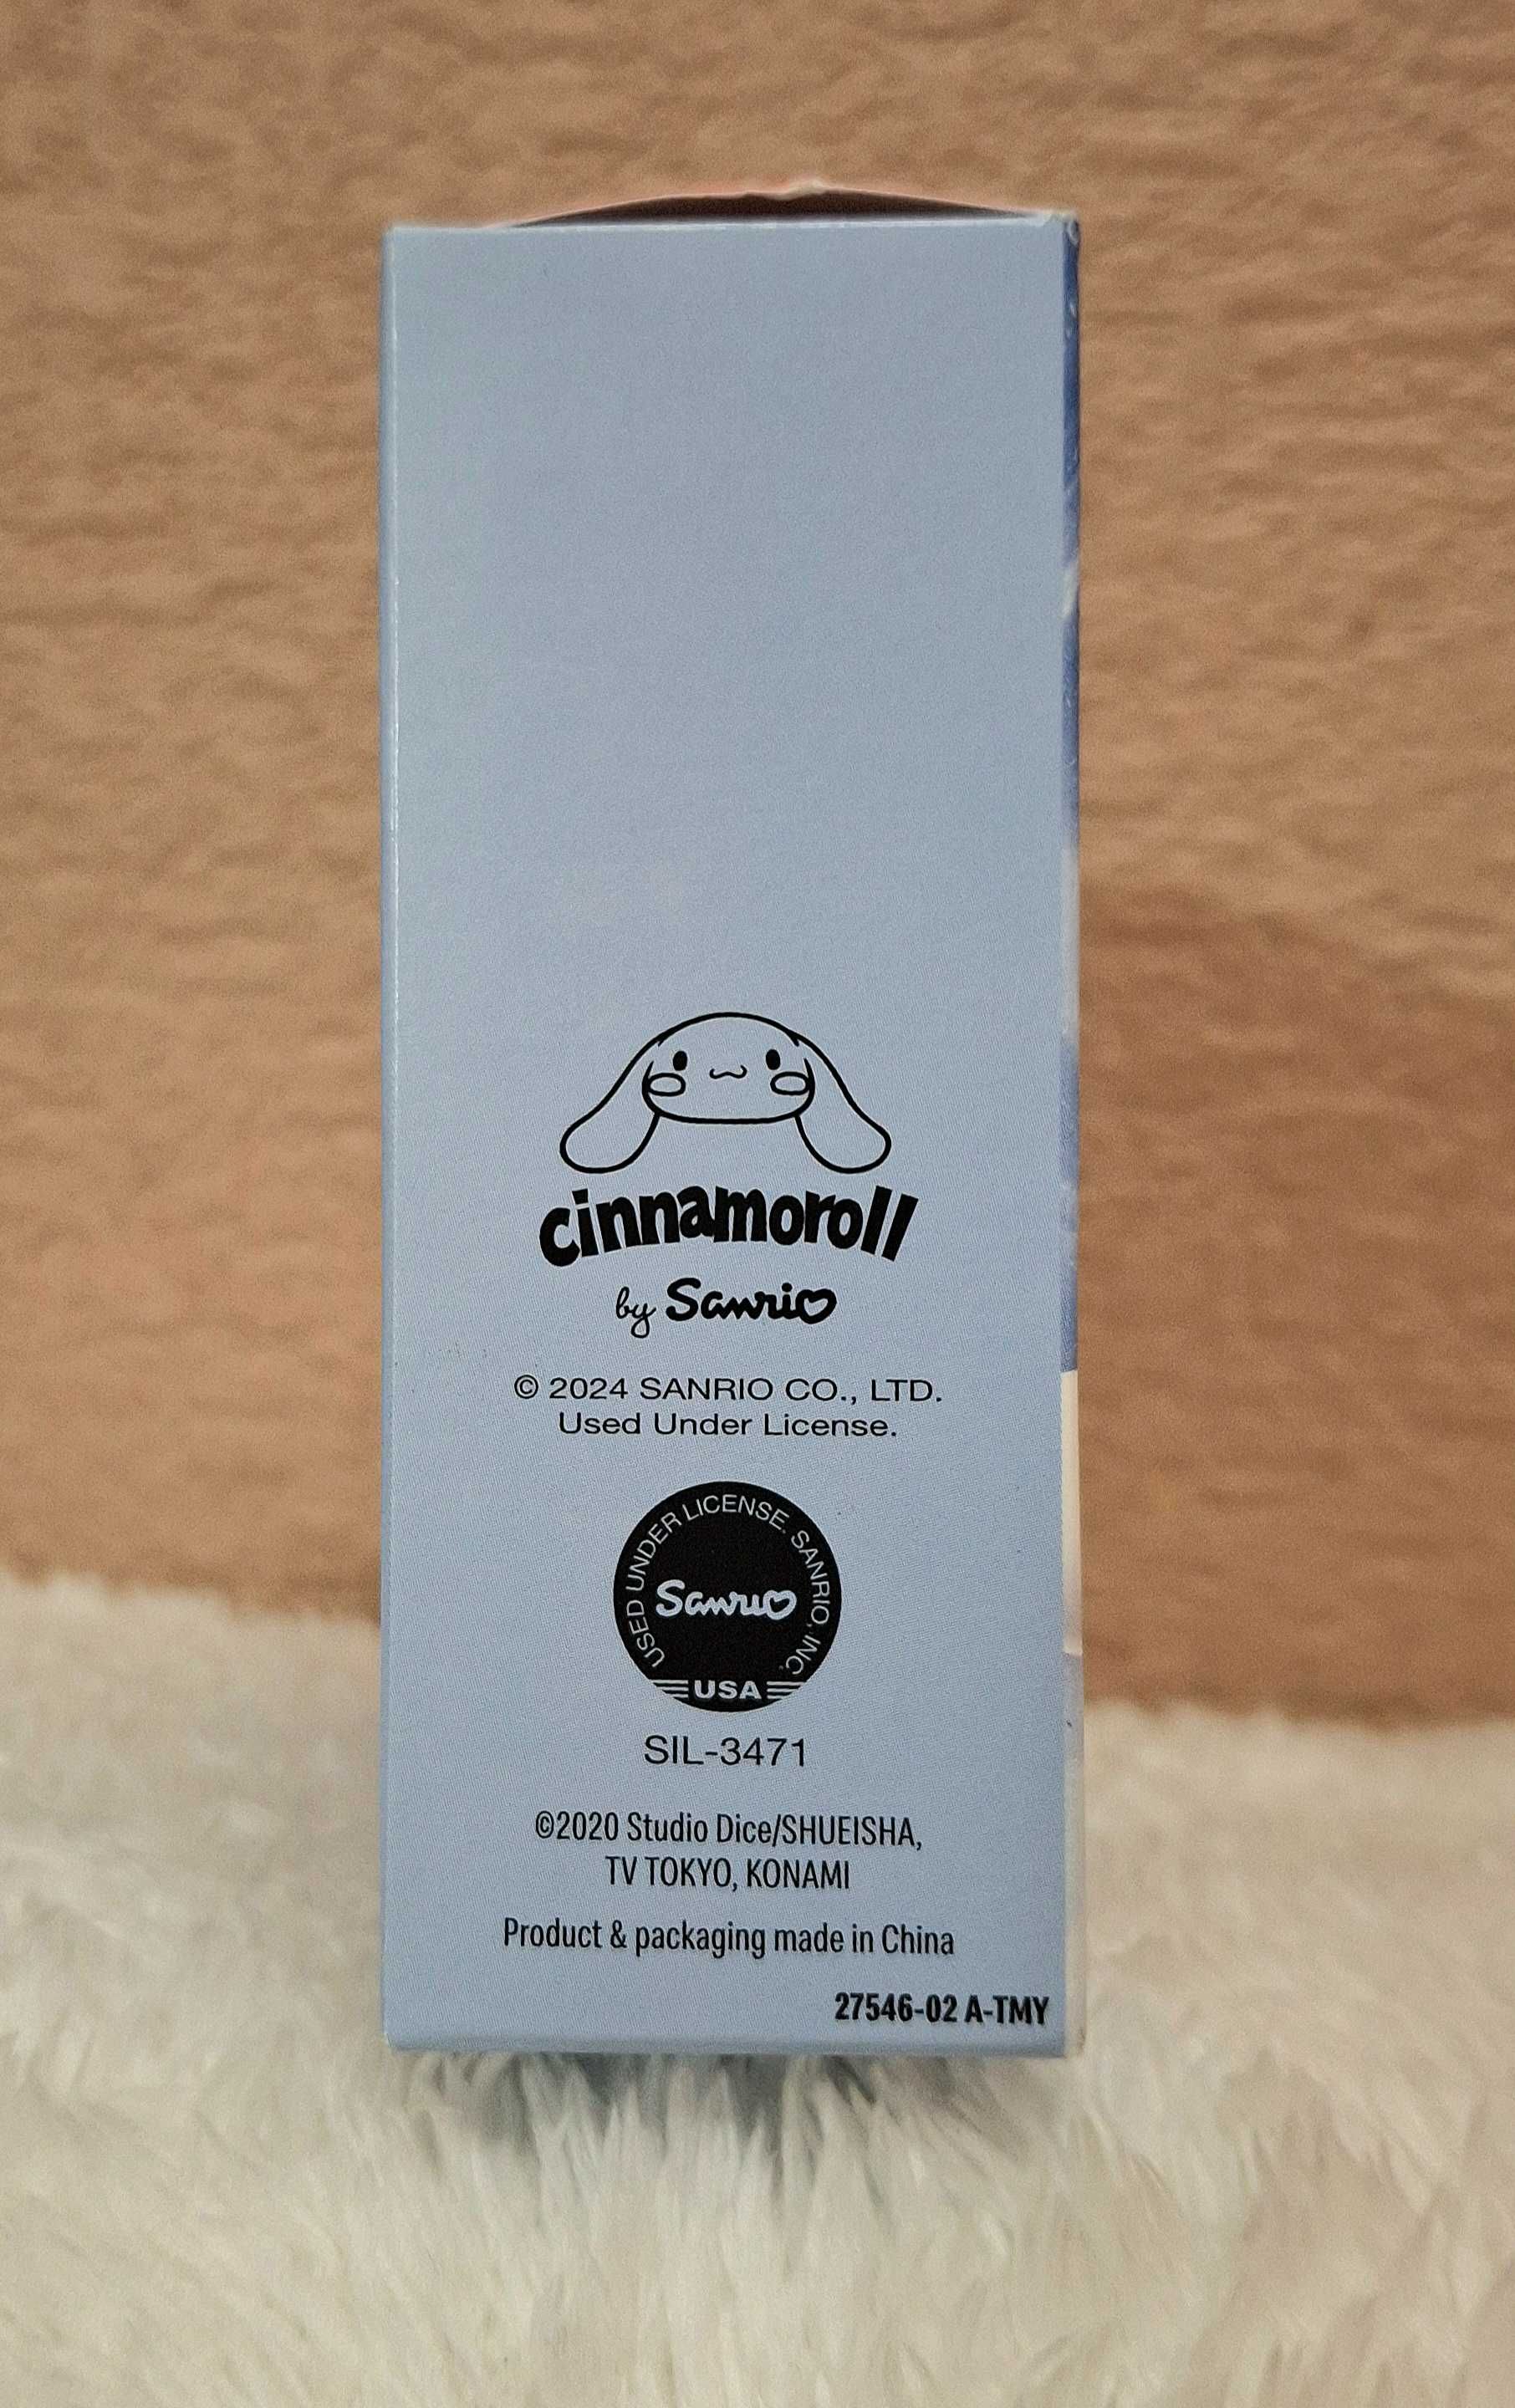 cinnamoroll
by Sanrio
© 2024 SANRIO CO., LTD.
Used Under License.
USED UNDER LICENSE. SANRIO, INC.
Sanrio
USA
SIL-3471
©2020 Studio Dice/SHUEISHA,
TV TOKYO, KONAMI
Product & packaging made in China
27546-02 A-TMY